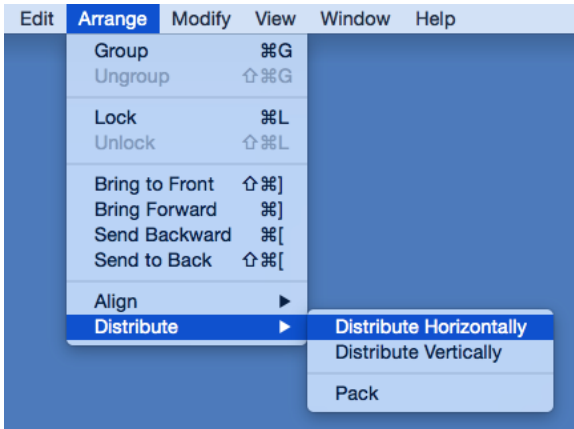 Edit Arrange Modify View Window Help
Group ⌘G
Ungroup ⇧⌘G
Lock ⌘L
Unlock ⇧⌘L
Bring to Front ⇧⌘]
Bring Forward ⌘]
Send Backward ⌘[
Send to Back ⇧⌘[
Align ▶
Distribute ▶
Distribute Horizontally
Distribute Vertically
Pack